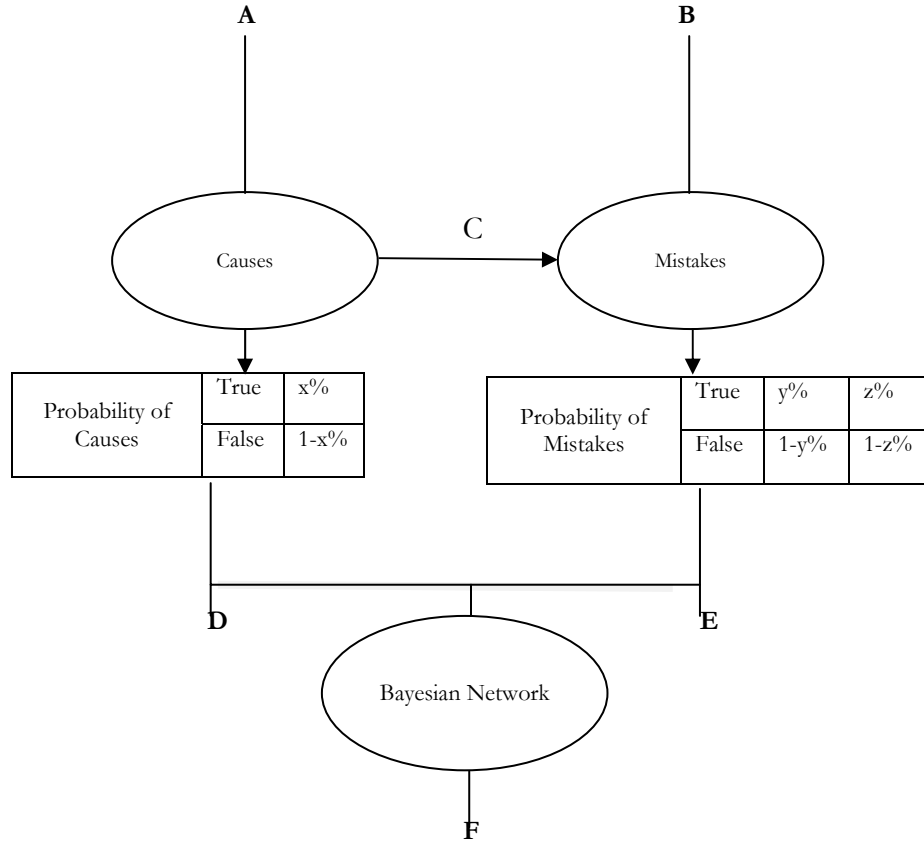 A
B
C
Causes
Mistakes
Probability of
Causes
True x%
False 1-x%
Probability of
Mistakes
True y% z%
False 1-y% 1-z%
D
E
Bayesian Network
F